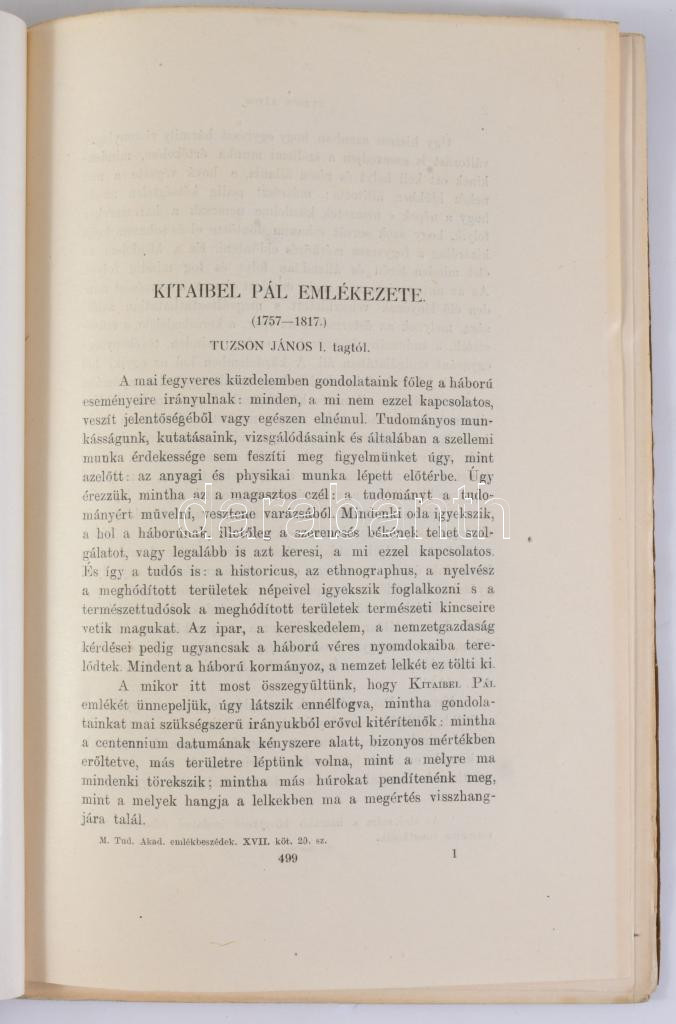 KITAIBEL PÁL EMLÉKEZETE.
(1757—1817.)
TUZSON JÁNOS l. tagtól.
A mai fegyveres küzdelemben gondolataink főleg a háború
eseményeire irányulnak: minden, a mi nem ezzel kapcsolatos,
veszít jelentőségéből vagy egészen elnémul. Tudományos mun-
kásságunk, kutatásaink, vizsgálódásaink és általában a szellemi
munka érdekessége sem feszíti meg figyelmünket úgy, mint
azelőtt: az anyagi és physikai munka lépett előtérbe. Úgy
érezzük, mintha az a magasztos czél: a tudományt a tudo-
mányért művelni, vesztene varázsából. Mindenki oda igyekszik,
a hol a háborúnak, illetőleg a szerencsés békének tehet szol-
gálatot, vagy legalább is azt keresi, a mi ezzel kapcsolatos.
És így a tudós is: a historicus, az ethnographus, a nyelvész
a meghódított területek népeivel igyekszik foglalkozni s a
természettudósok a meghódított területek természeti kincseire
vetik magukat. Az ipar, a kereskedelem, a nemzetgazdaság
kérdései pedig ugyancsak a háború véres nyomdokaiba tere-
lődtek. Mindent a háború kormányoz, a nemzet lelkét ez tölti ki.
A mikor itt most összegyűltünk, hogy KITAIBEL PÁL
emlékét ünnepeljük, úgy látszik ennélfogva, mintha gondola-
tainkat mai szükségszerű irányukból erővel kitérítenők: mintha
a centennium datumának kényszere alatt, bizonyos mértékben
erőltetve, más területre léptünk volna, mint a melyre ma
mindenki törekszik; mintha más húrokat pendítenénk meg,
mint a melyek hangja a lelkekben ma a megértés visszhang-
jára talál.
M. Tud. Akad. emlékbeszédek. XVII. köt. 20. sz.
499 1
darabanth